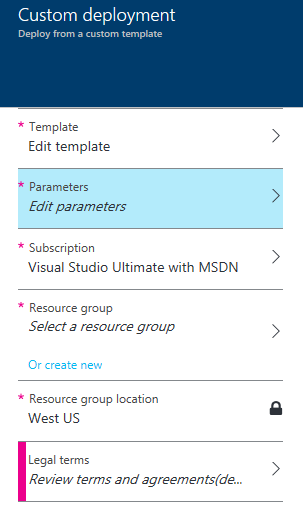 Custom deployment
Deploy from a custom template
* Template
Edit template
* Parameters
Edit parameters
* Subscription
Visual Studio Ultimate with MSDN
* Resource group
Select a resource group
Or create new
* Resource group location
West US
Legal terms
Review terms and agreements(de...